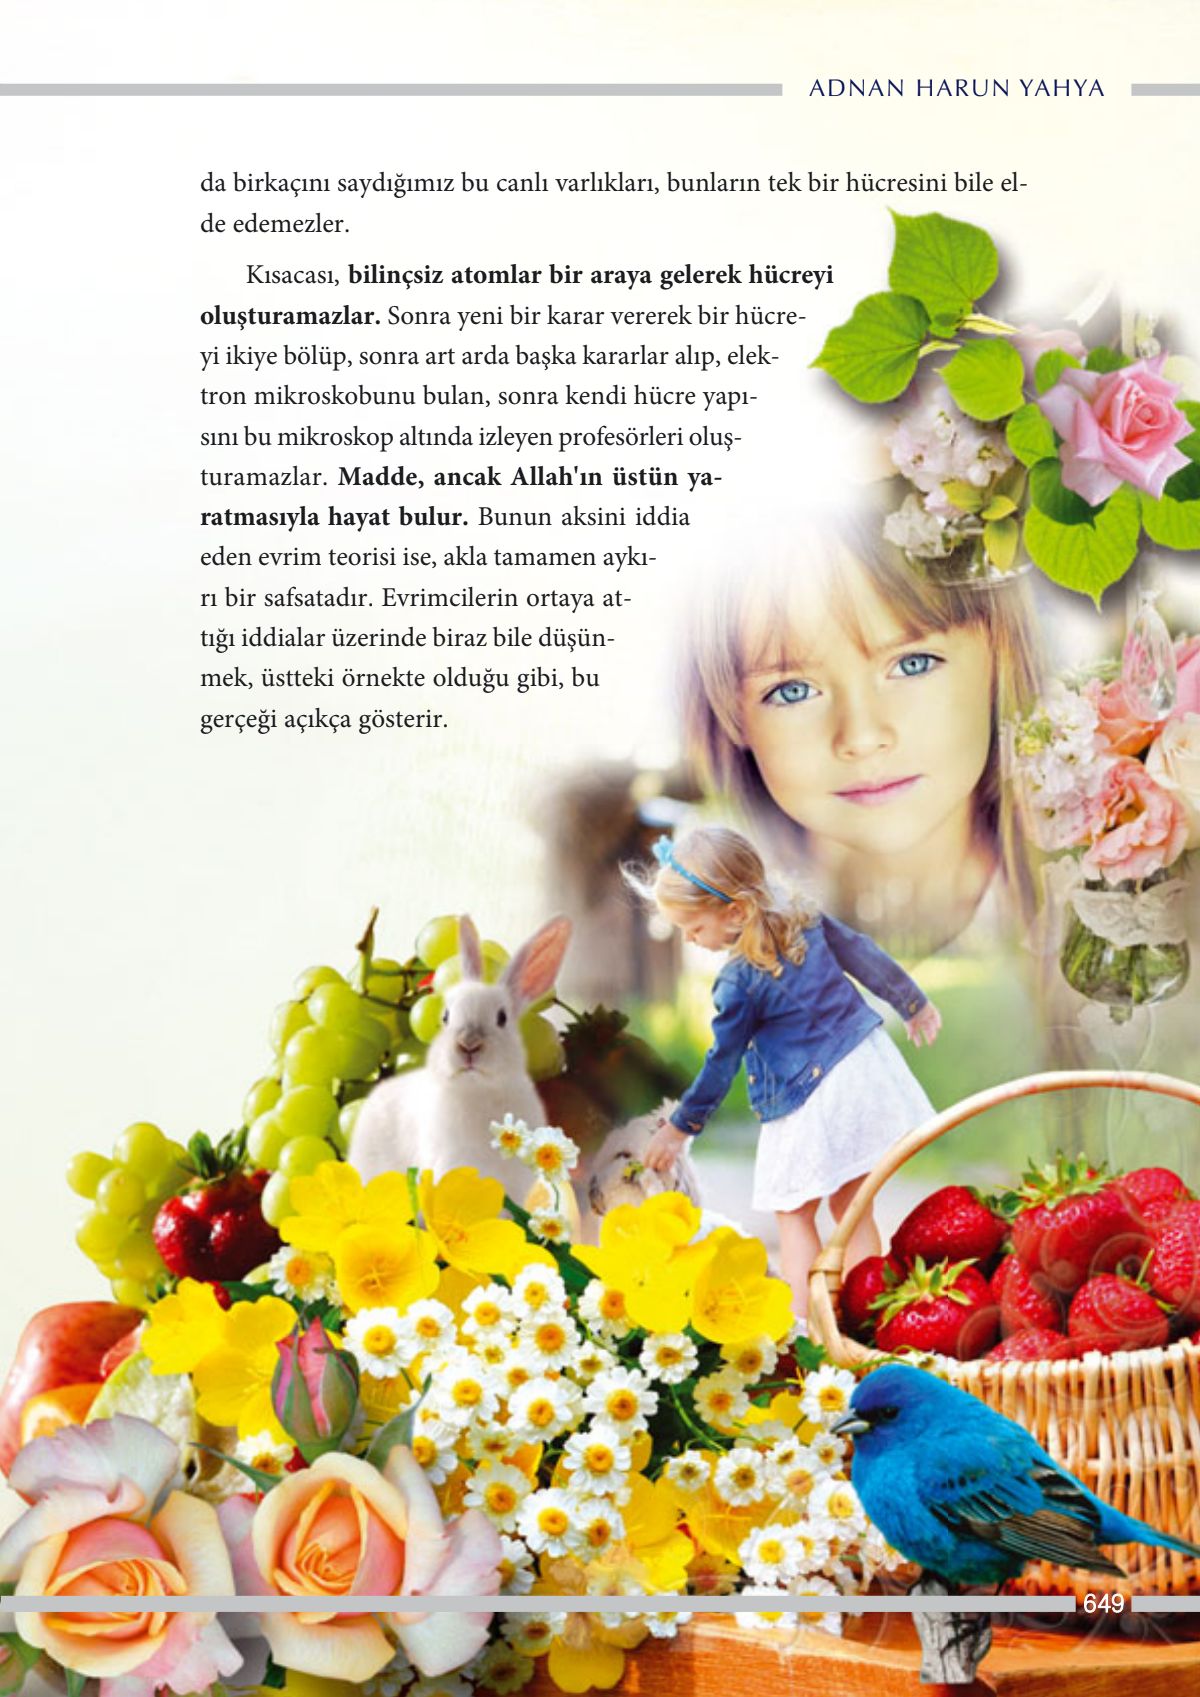 ADNAN HARUN YAHYA
da birkaçını saydığımız bu canlı varlıkları, bunların tek bir hücresini bile el-
de edemezler.
Kısacası, bilinçsiz atomlar bir araya gelerek hücreyi
oluşturamazlar. Sonra yeni bir karar vererek bir hücre-
yi ikiye bölüp, sonra art arda başka kararlar alıp, elek-
tron mikroskobunu bulan, sonra kendi hücre yapı-
sını bu mikroskop altında izleyen profesörleri oluş-
turamazlar. Madde, ancak Allah'ın üstün ya-
ratmasıyla hayat bulur. Bunun aksini iddia
eden evrim teorisi ise, akla tamamen aykı-
rı bir safsatadır. Evrimcilerin ortaya at-
tığı iddialar üzerinde biraz bile düşün-
mek, üstteki örnekte olduğu gibi, bu
gerçeği açıkça gösterir.
649